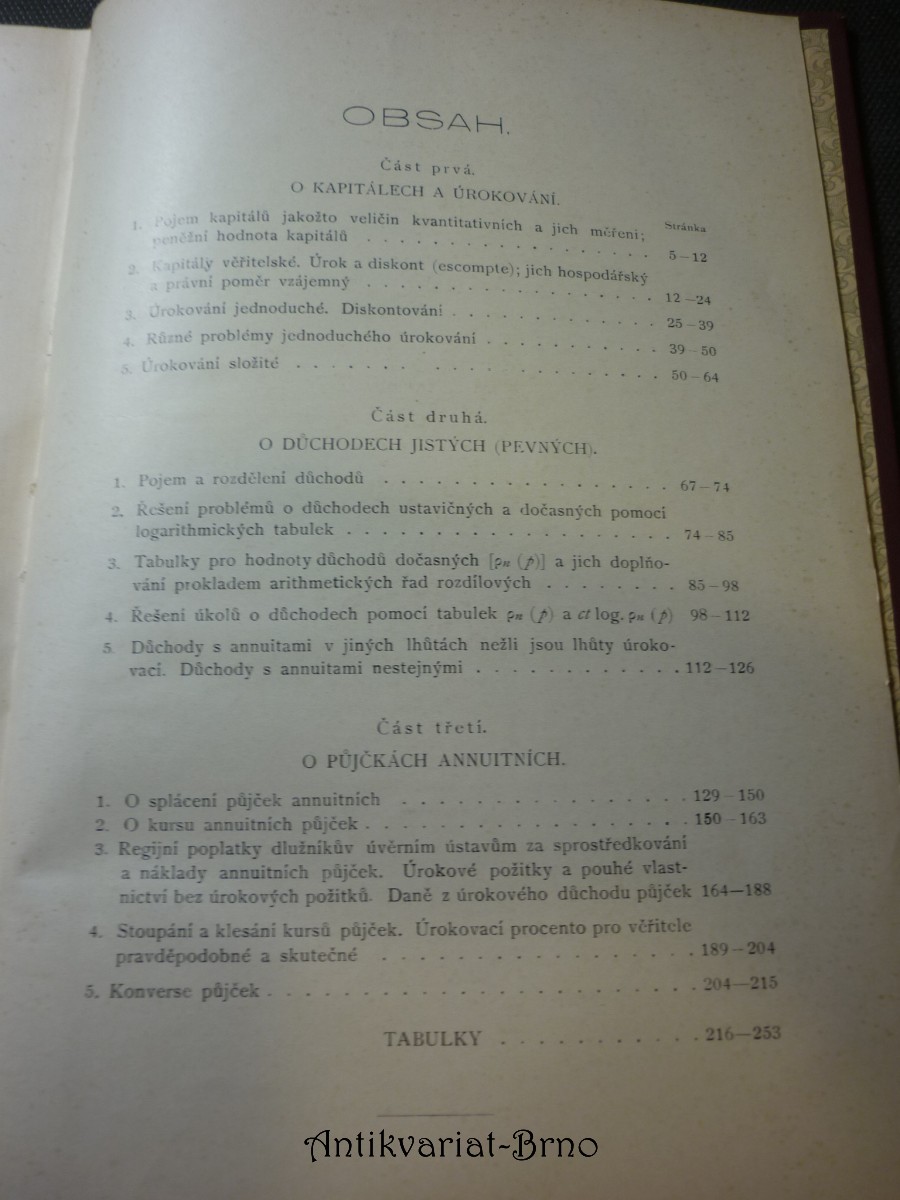 OBSAH.
Část prvá.
O KAPITÁLECH A ÚROKOVÁNÍ.
Stránka
1. Pojem kapitálů jakožto veličin kvantitativních a jich měření;
peněžní hodnota kapitálů . . . . . . . . . . . . . . . . 5–12
2. Kapitály věřitelské. Úrok a diskont (escompte); jich hospodářský
a právní poměr vzájemný . . . . . . . . . . . . . . . . 12–24
3. Úrokování jednoduché. Diskontování . . . . . . . . . . . 25–39
4. Různé problémy jednoduchého úrokování . . . . . . . . . . 39–50
5. Úrokování složité . . . . . . . . . . . . . . . . . . 50–64
Část druhá.
O DŮCHODECH JISTÝCH (PEVNÝCH).
1. Pojem a rozdělení důchodů . . . . . . . . . . . . . . . 67–74
2. Řešení problémů o důchodech ustavičných a dočasných pomocí
logarithmických tabulek . . . . . . . . . . . . . . . . 74–85
3. Tabulky pro hodnoty důchodů dočasných [ (p)] a jich doplňo-
vání prokladem arithmetických řad rozdílových . . . . . . . 85–98
4. Řešení úkolů o důchodech pomocí tabulek (p) a ct log. (p) 98–112
5. Důchody s annuitami v jiných lhůtách nežli jsou lhůty úroko-
vací. Důchody s annuitami nestejnými . . . . . . . . . . . 112–126
Část třetí.
O PŮJČKÁCH ANNUITNÍCH.
1. O splácení půjček annuitních . . . . . . . . . . . . . . 129–150
2. O kursu annuitních půjček . . . . . . . . . . . . . . . 150–163
3. Regijní poplatky dlužníkův úvěrním ústavům za sprostředkování
a náklady annuitních půjček. Úrokové požitky a pouhé vlast-
nictví bez úrokových požitků. Daně z úrokového důchodu půjček 164—188
4. Stoupání a klesání kursů půjček. Úrokovací procento pro věřitele
pravděpodobné a skutečné . . . . . . . . . . . . . . . 189–204
5. Konverse půjček . . . . . . . . . . . . . . . . . . . . 204—215
TABULKY . . . . . . . . . . . 216—253
Antikvariat-Brno